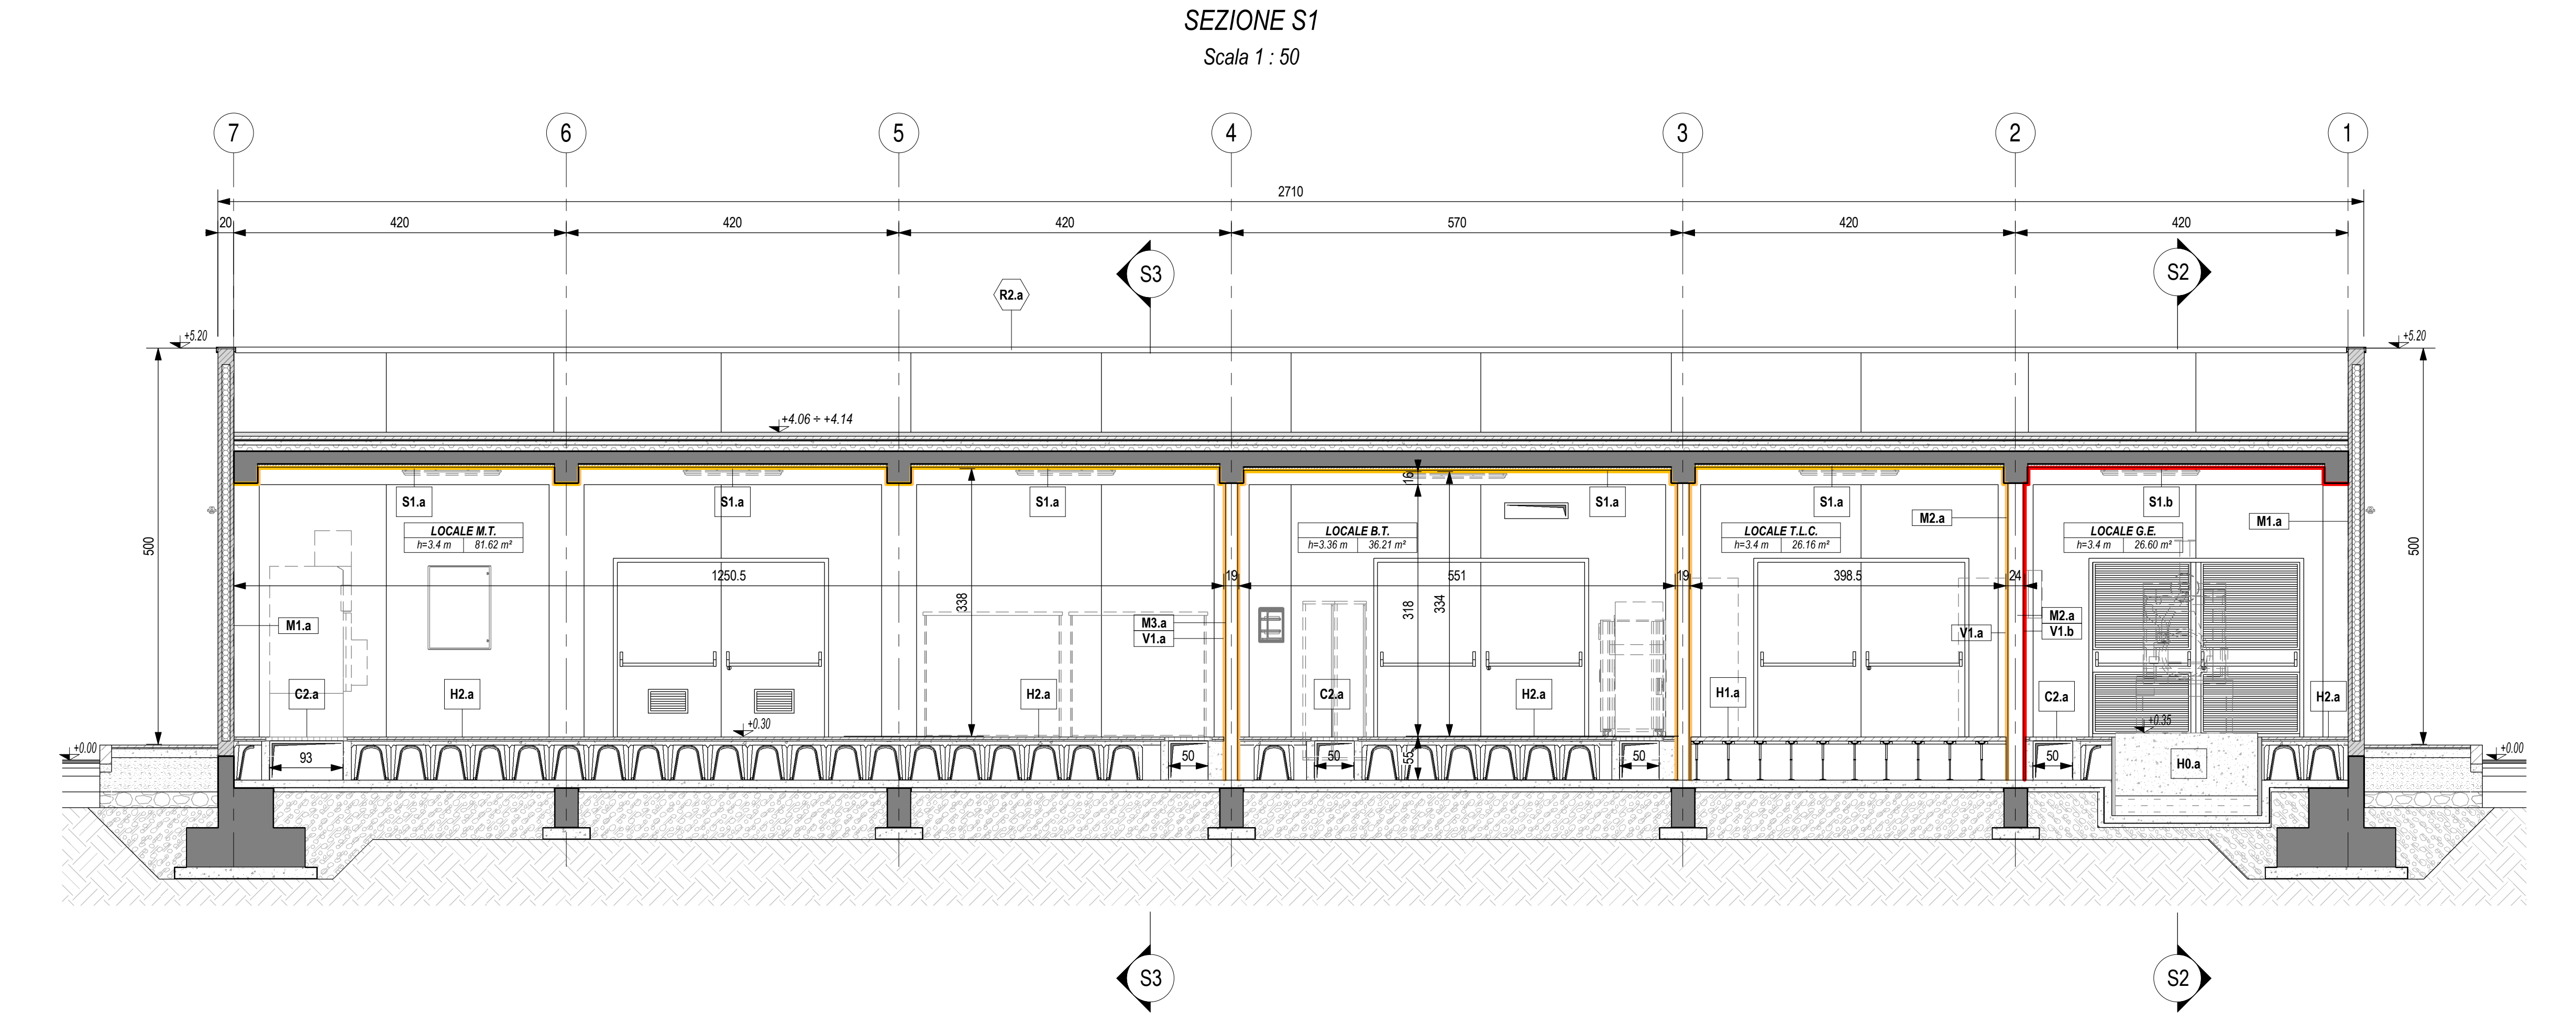 SEZIONE S1
Scala 1 : 50
7 6 5 4 3 2 1
2710
20 420 420 420 570 420 420
S3 S2
R2.a
+5.20 +5.20
+4.06 ÷ +4.14
16
S1.a S1.a S1.a S1.a S1.a S1.b
M2.a M1.a
LOCALE M.T.
h=3.4 m 81.62 m²
LOCALE B.T.
h=3.36 m 36.21 m²
LOCALE T.L.C.
h=3.4 m 26.16 m²
LOCALE G.E.
h=3.4 m 26.60 m²
500 500
1250.5 19 551 19 398.5 24
338 318 334
M1.a
M3.a
V1.a
V1.a
M2.a
V1.b
C2.a H2.a H2.a C2.a H2.a H1.a C2.a H2.a
+0.30 +0.35
+0.00 +0.00
93 50 50 55 50 50
H0.a
S3 S2